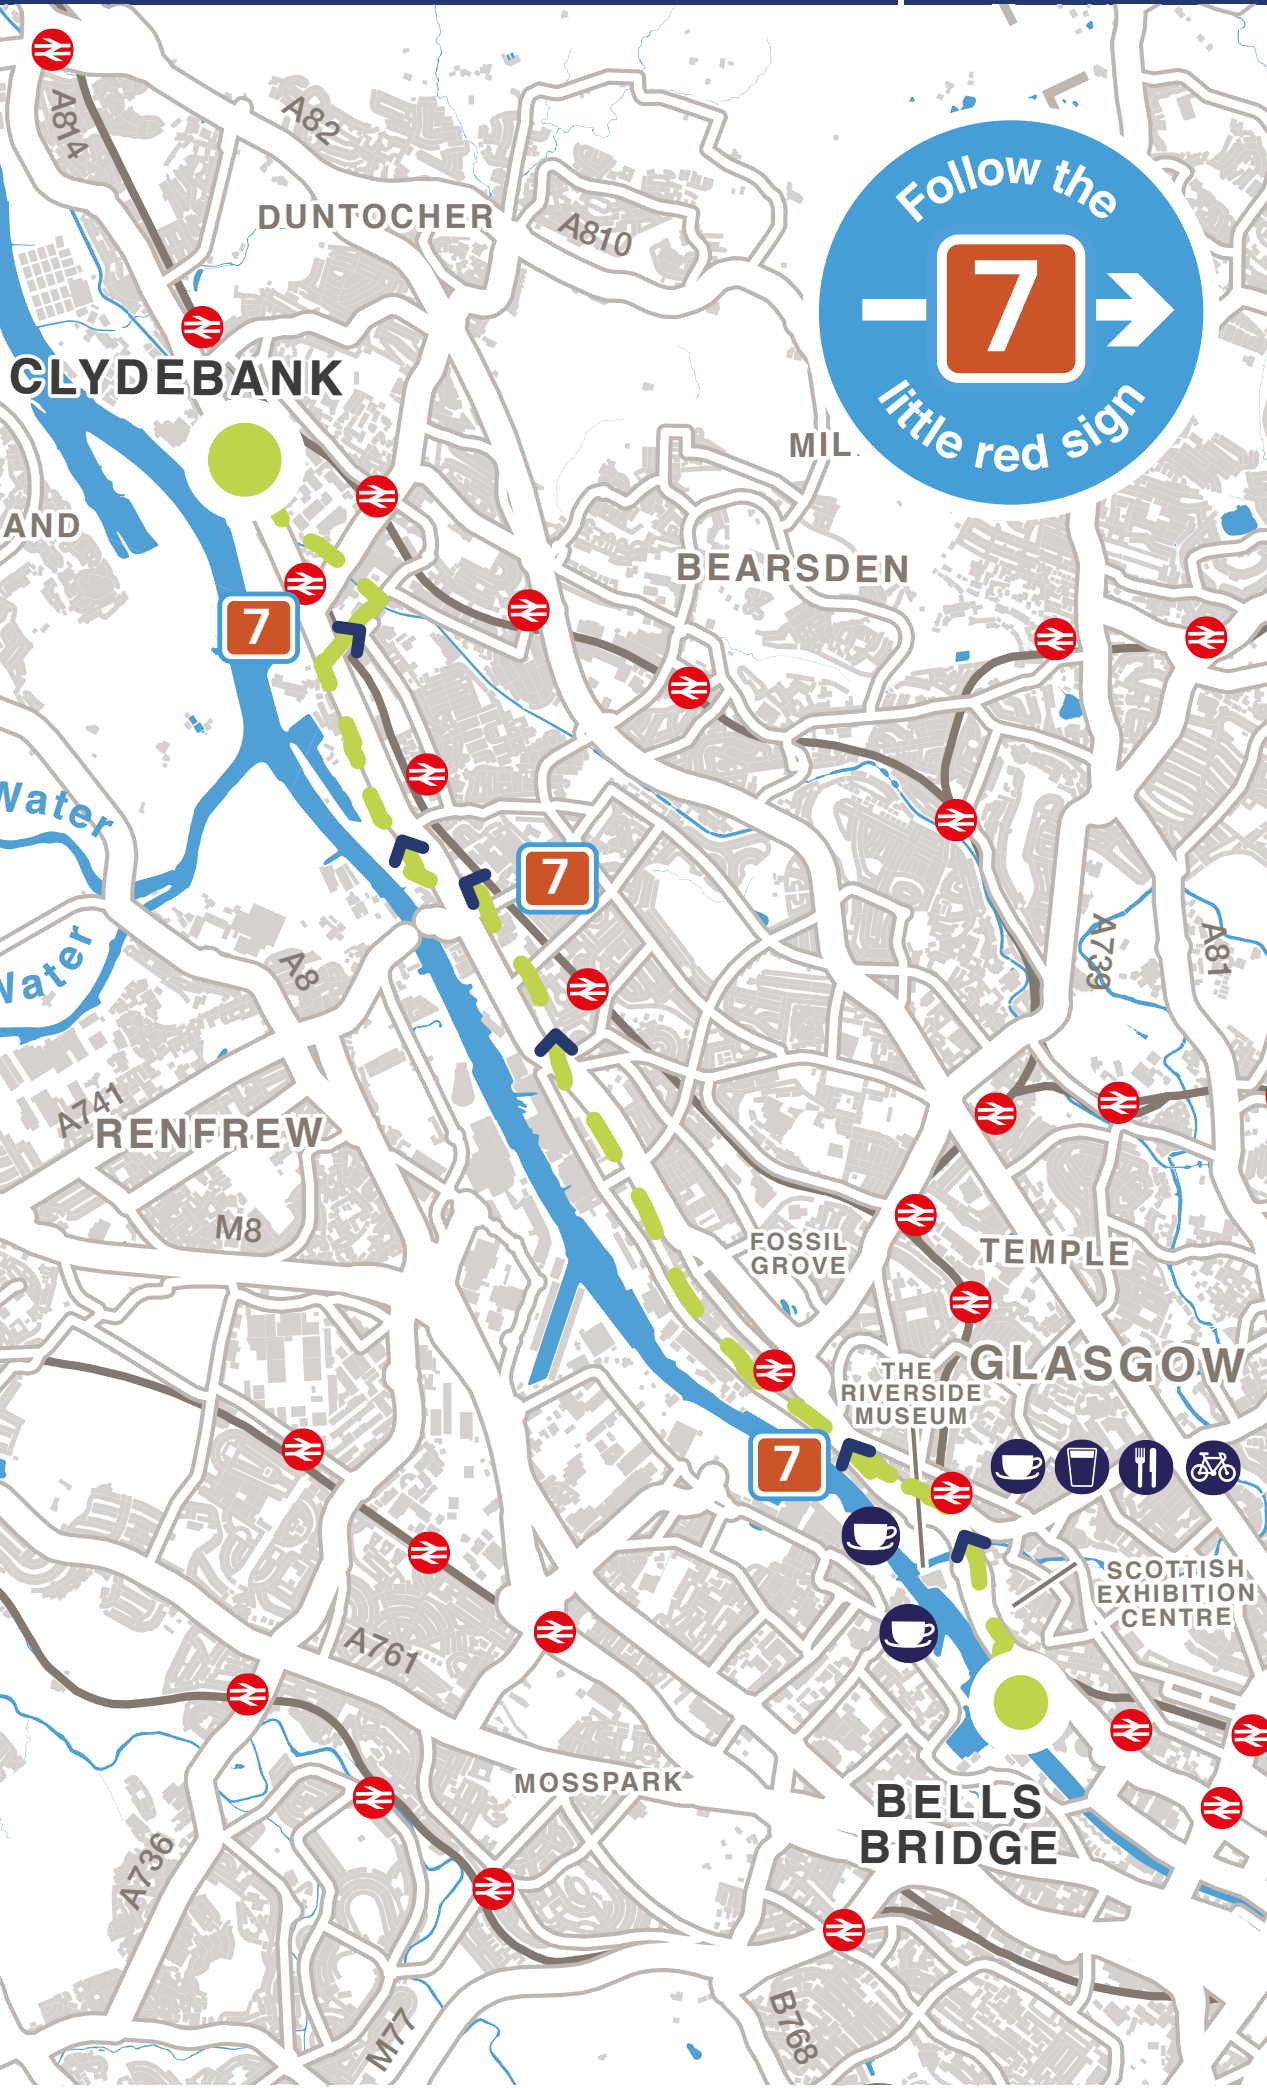 A814
A82
DUNTOCHER
A810
Follow the
7
little red sign
CLYDEBANK
MIL
AND
BEARSDEN
7
Water
7
Water
A8
A739
A81
A741
RENFREW
M8
FOSSIL
GROVE
TEMPLE
GLASGOW
THE
RIVERSIDE
MUSEUM
7
SCOTTISH
EXHIBITION
CENTRE
A761
MOSSPARK
BELLS
BRIDGE
A736
M77
B768